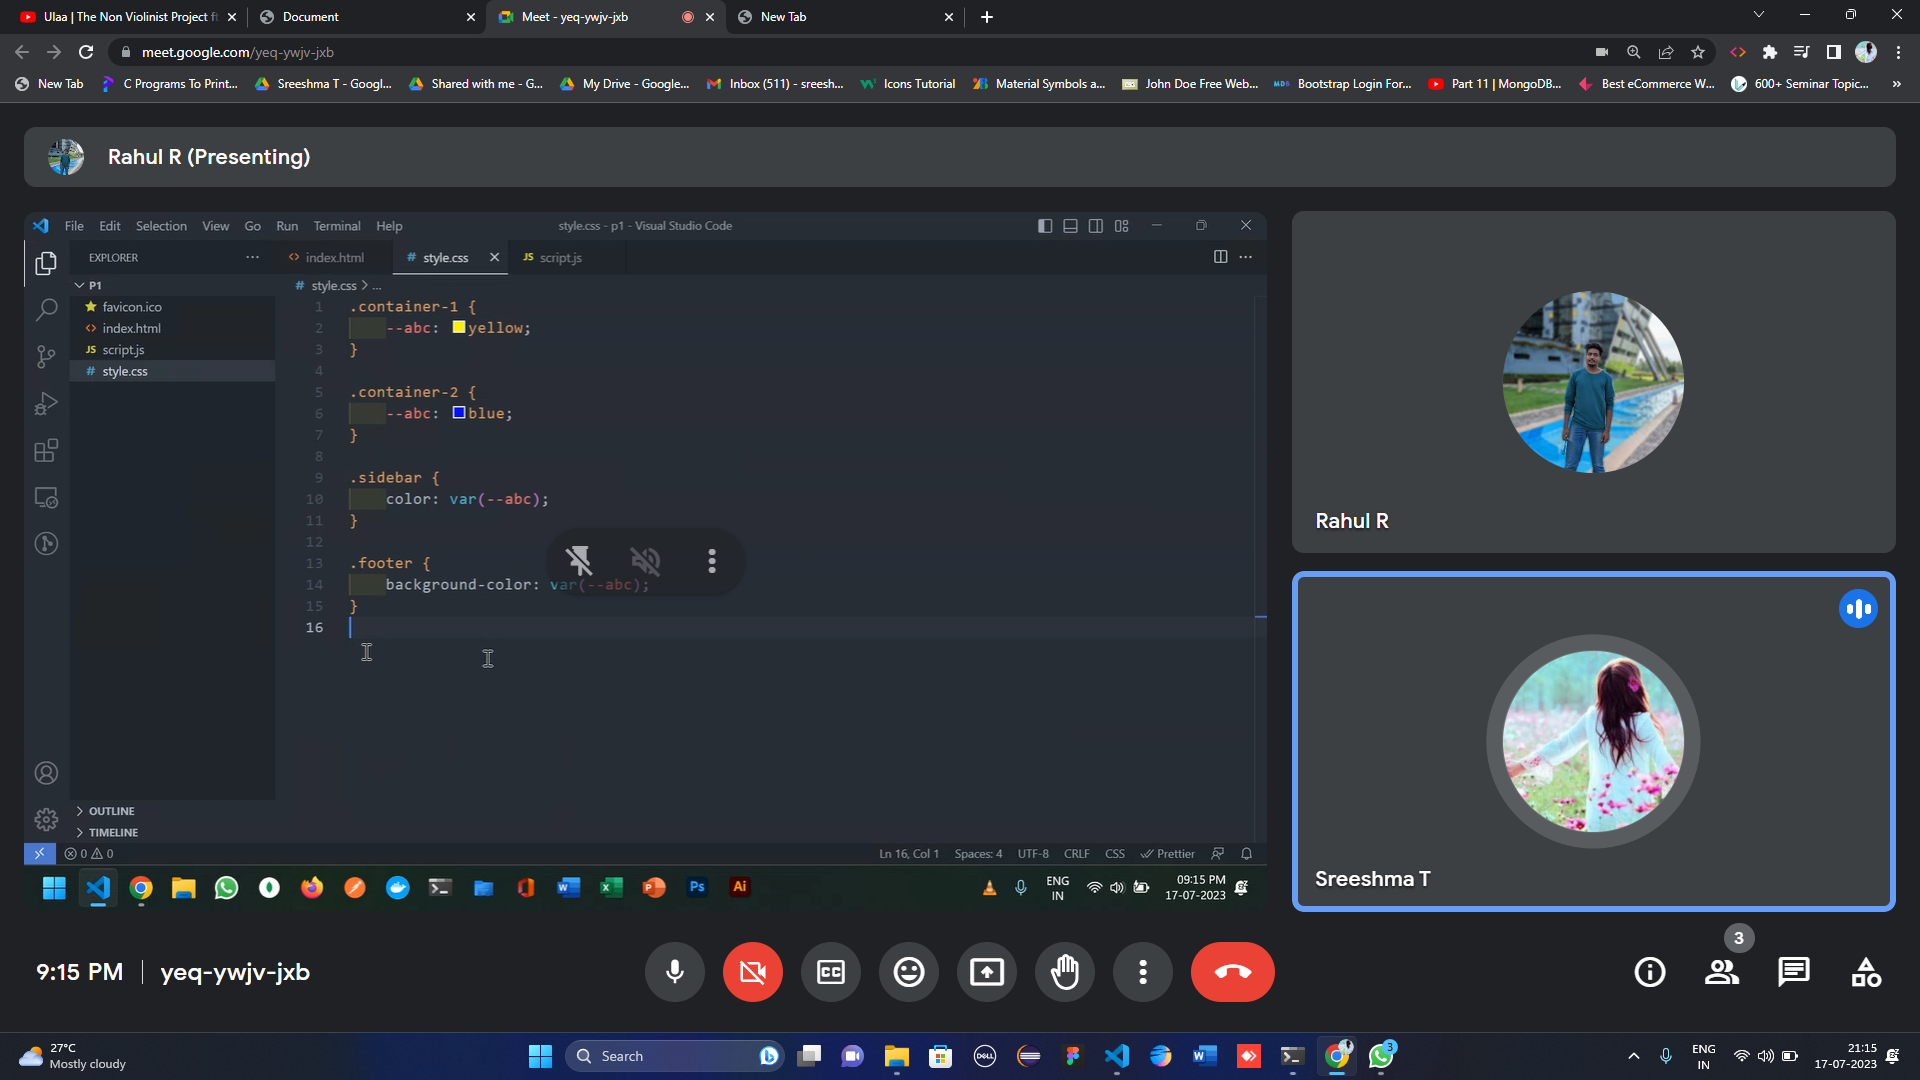 Ulaa | The Non Violinist Project ft
Document
Meet - yeq-ywjv-jxb
New Tab
meet.google.com/yeq-ywjv-jxb
New Tab
C Programs To Print...
Sreeshma T - Googl...
Shared with me - G...
My Drive - Google...
Inbox (511) - sreesh...
Icons Tutorial
Material Symbols a...
John Doe Free Web...
Bootstrap Login For...
Part 11 | MongoDB...
Best eCommerce W...
600+ Seminar Topic...
»
Rahul R (Presenting)
File Edit Selection View Go Run Terminal Help
style.css - p1 - Visual Studio Code
EXPLORER
index.html
# style.css
JS script.js
P1
# style.css > ...
favicon.ico
index.html
JS script.js
# style.css
1 .container-1 {
2 --abc: yellow;
3 }
4
5 .container-2 {
6 --abc: blue;
7 }
8
9 .sidebar {
10 color: var(--abc);
11 }
12
13 .footer {
14 background-color: var(--abc);
15 }
16
OUTLINE
TIMELINE
0 0
Ln 16, Col 1 Spaces: 4 UTF-8 CRLF CSS Prettier
Ps
Ai
ENG
IN
09:15 PM
17-07-2023
Rahul R
Sreeshma T
9:15 PM | yeq-ywjv-jxb
CC
3
27°C
Mostly cloudy
Search
DELL
3
ENG
IN
21:15
17-07-2023